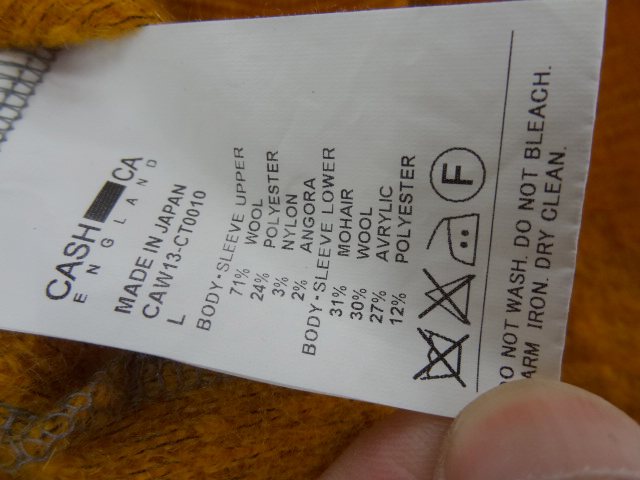 CASH CA
ENGLAND
MADE IN JAPAN
CAW13-CT0010
L
BODY・SLEEVE UPPER
71% WOOL
24% POLYESTER
3% NYLON
2% ANGORA
BODY・SLEEVE LOWER
31% MOHAIR
30% WOOL
27% AVRYLIC
12% POLYESTER
F
O NOT WASH. DO NOT BLEACH.
ARM IRON. DRY CLEAN.